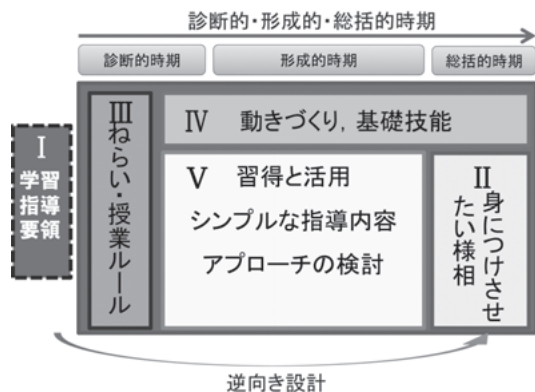 診断的・形成的・総括的時期
診断的時期
形成的時期
総括的時期
Ⅰ
学習
指導
要領
Ⅲ
ねらい・授業ルール
Ⅳ 動きづくり，基礎技能
Ⅴ 習得と活用
シンプルな指導内容
アプローチの検討
Ⅱ
身につけさせ
たい様相
逆向き設計